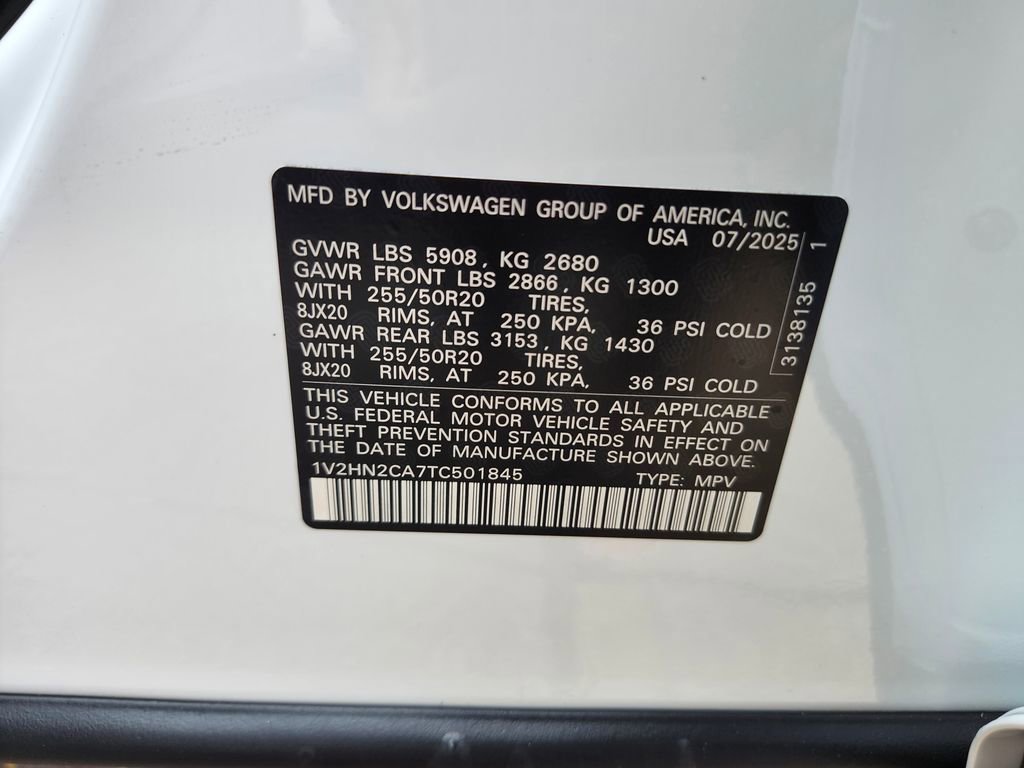 MFD BY VOLKSWAGEN GROUP OF AMERICA, INC.
USA 07/2025
GVWR LBS 5908, KG 2680
GAWR FRONT LBS 2866, KG 1300
WITH 255/50R20 TIRES,
8JX20 RIMS, AT 250 KPA, 36 PSI COLD
GAWR REAR LBS 3153, KG 1430
WITH 255/50R20 TIRES,
8JX20 RIMS, AT 250 KPA, 36 PSI COLD
THIS VEHICLE CONFORMS TO ALL APPLICABLE
U.S. FEDERAL MOTOR VEHICLE SAFETY AND
THEFT PREVENTION STANDARDS IN EFFECT ON
THE DATE OF MANUFACTURE SHOWN ABOVE.
1V2HN2CA7TC501845 TYPE: MPV
3138135 1